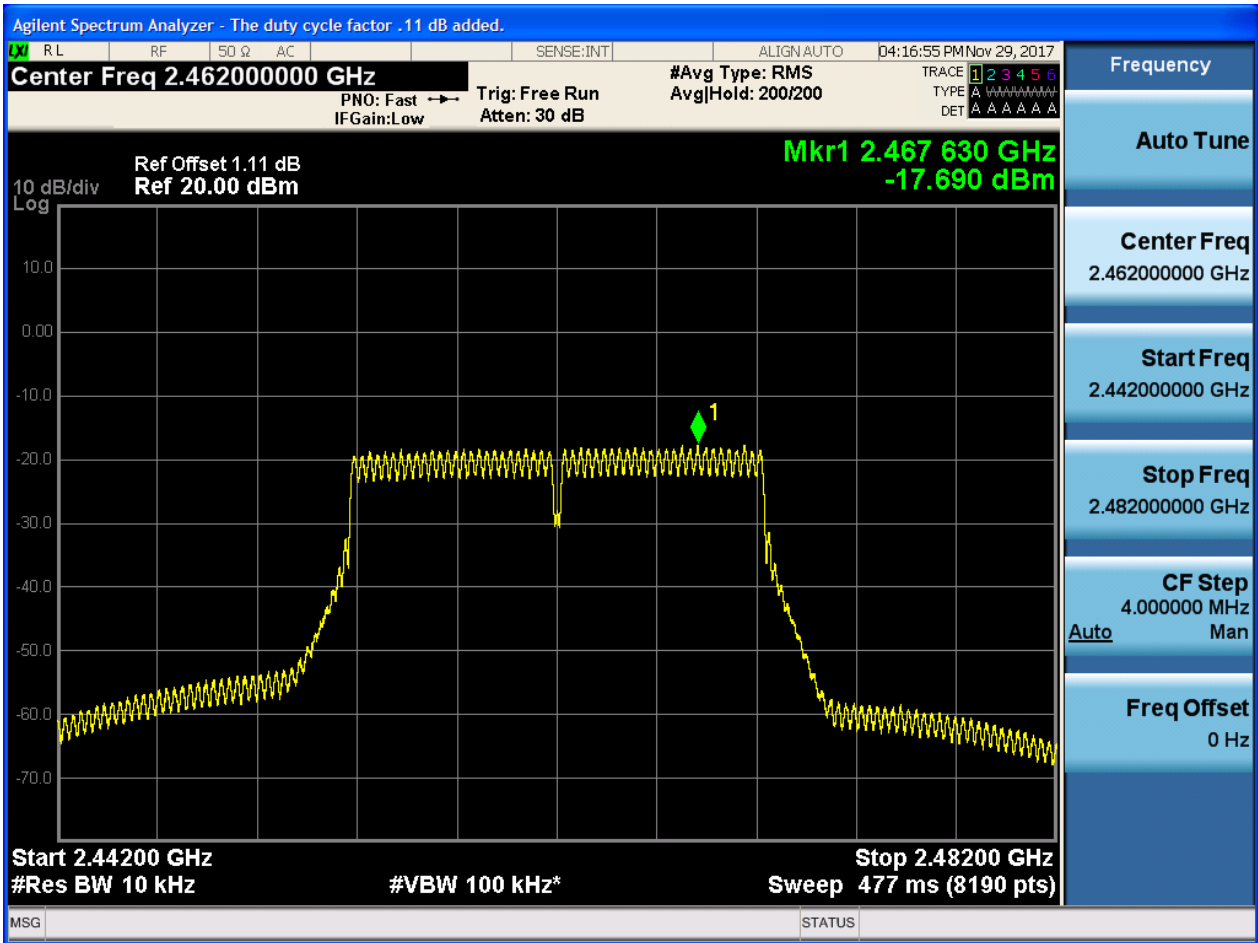 Agilent Spectrum Analyzer - The duty cycle factor .11 dB added.
LXI RL RF 50 Ω AC SENSE:INT ALIGN AUTO 04:16:55 PM Nov 29, 2017
Center Freq 2.462000000 GHz
PNO: Fast
IFGain:Low
Trig: Free Run
Atten: 30 dB
#Avg Type: RMS
Avg|Hold: 200/200
TRACE 1 2 3 4 5 6
TYPE A WWWWW
DET A A A A A A
Mkr1 2.467 630 GHz
-17.690 dBm
Ref Offset 1.11 dB
10 dB/div Ref 20.00 dBm
Log
10.0
0.00
-10.0
1
-20.0
-30.0
-40.0
-50.0
-60.0
-70.0
Start 2.44200 GHz Stop 2.48200 GHz
#Res BW 10 kHz #VBW 100 kHz* Sweep 477 ms (8190 pts)
MSG STATUS
Frequency
Auto Tune
Center Freq
2.462000000 GHz
Start Freq
2.442000000 GHz
Stop Freq
2.482000000 GHz
CF Step
4.000000 MHz
Auto Man
Freq Offset
0 Hz